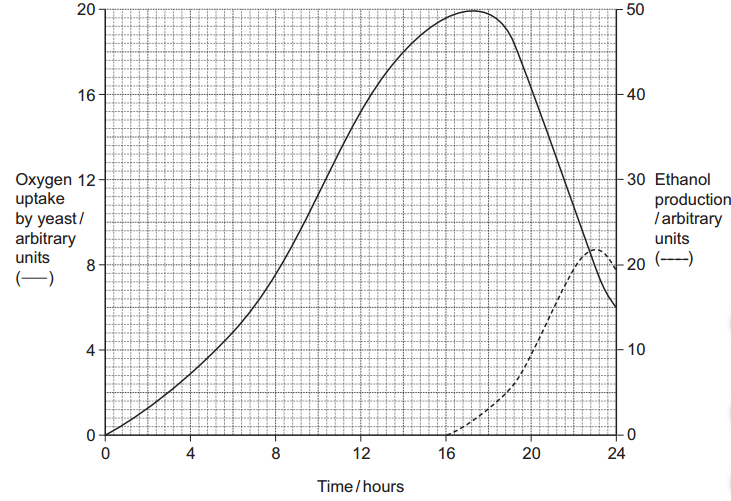 20
16
12
8
4
0
Oxygen
uptake
by yeast /
arbitrary
units
(—)
50
40
30
20
10
0
Ethanol
production
/ arbitrary
units
(----)
0
4
8
12
16
20
24
Time / hours